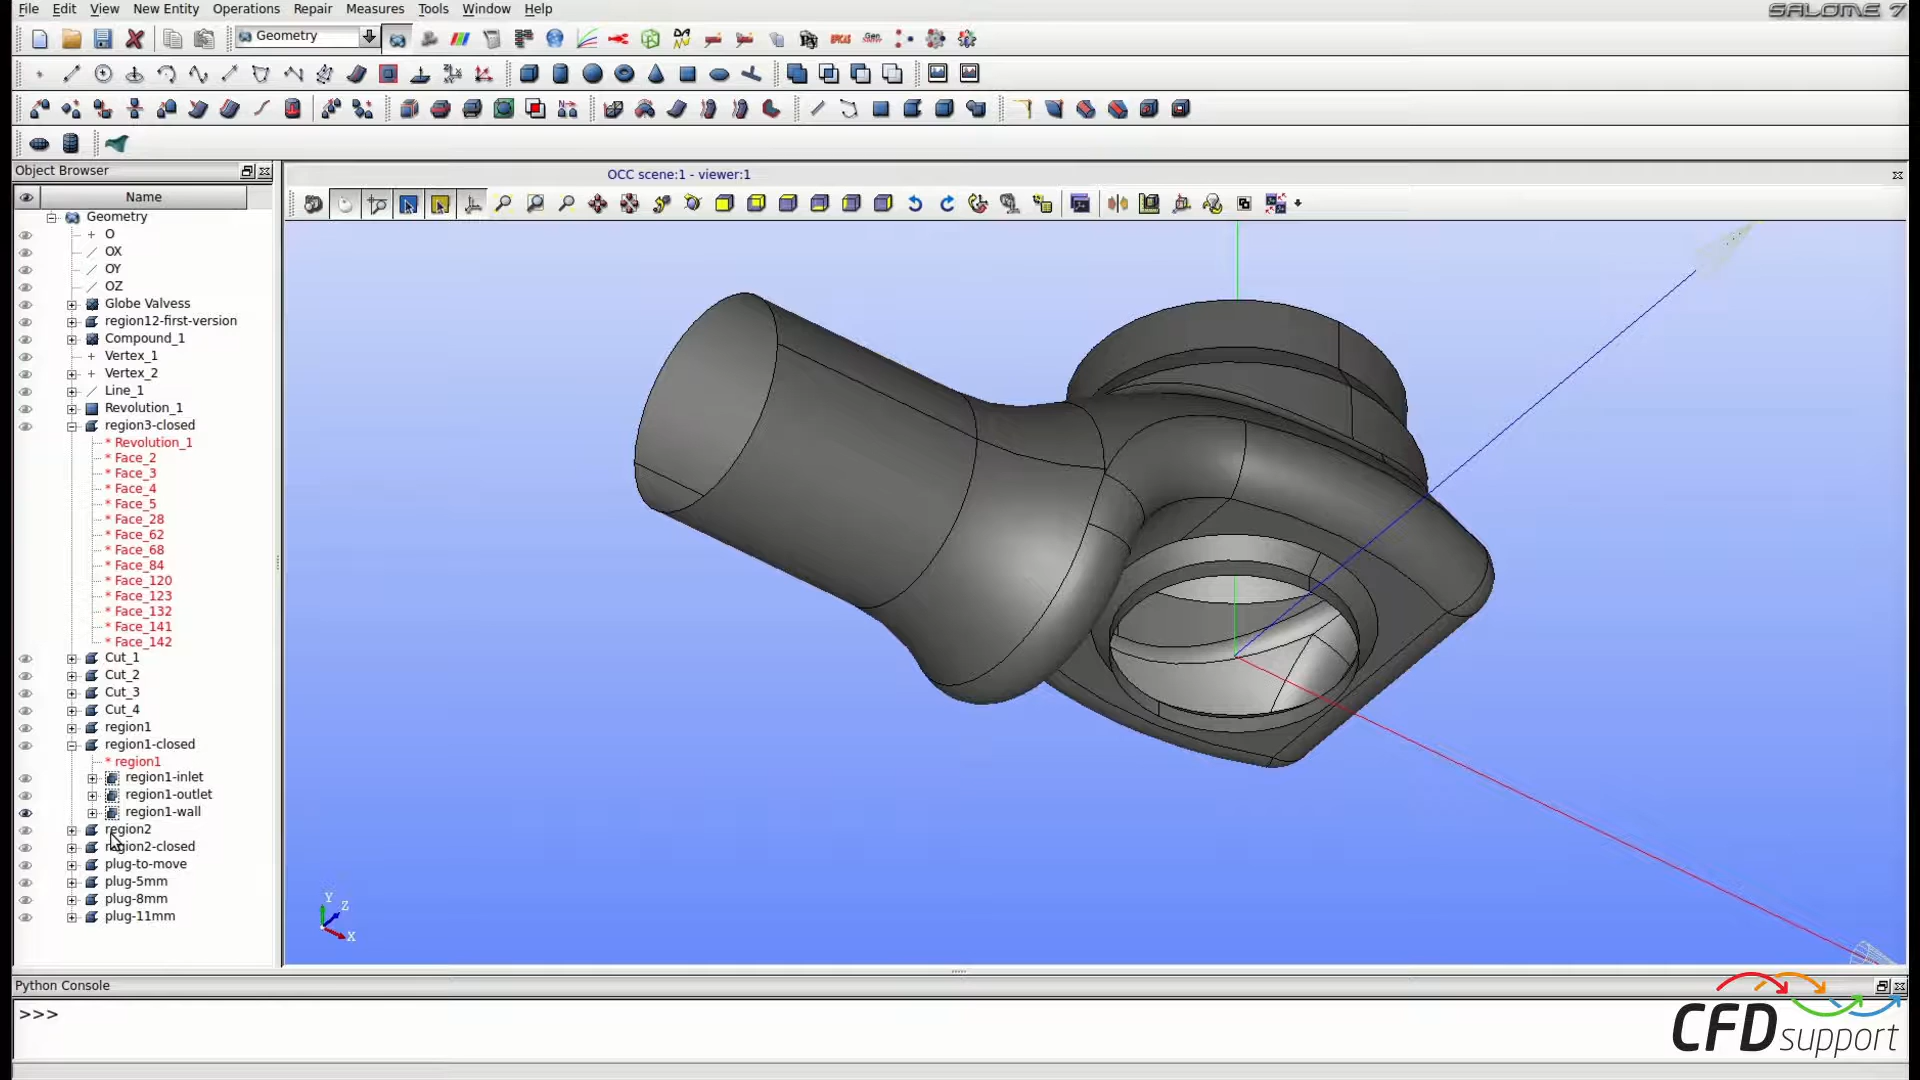 File Edit View New Entity Operations Repair Measures Tools Window Help
SALOME 7
Geometry
Object Browser
OCC scene:1 - viewer:1
Name
Geometry
O
OX
OY
OZ
Globe Valvess
region12-first-version
Compound_1
Vertex_1
Vertex_2
Line_1
Revolution_1
region3-closed
* Revolution_1
* Face_2
* Face_3
* Face_4
* Face_5
* Face_28
* Face_62
* Face_68
* Face_84
* Face_120
* Face_123
* Face_132
* Face_141
* Face_142
Cut_1
Cut_2
Cut_3
Cut_4
region1
region1-closed
* region1
region1-inlet
region1-outlet
region1-wall
region2
region2-closed
plug-to-move
plug-5mm
plug-8mm
plug-11mm
Y
Z
X
Python Console
>>>
CFD support